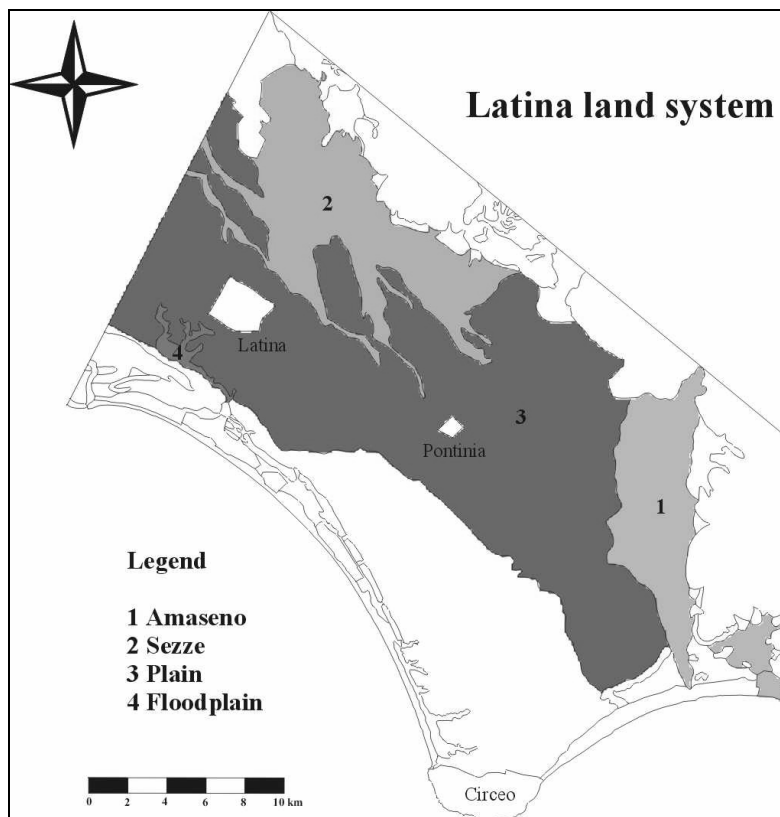 Latina land system
2
Latina
4
3
Pontinia
1
Legend
1 Amaseno
2 Sezze
3 Plain
4 Floodplain
0 2 4 6 8 10 km
Circeo